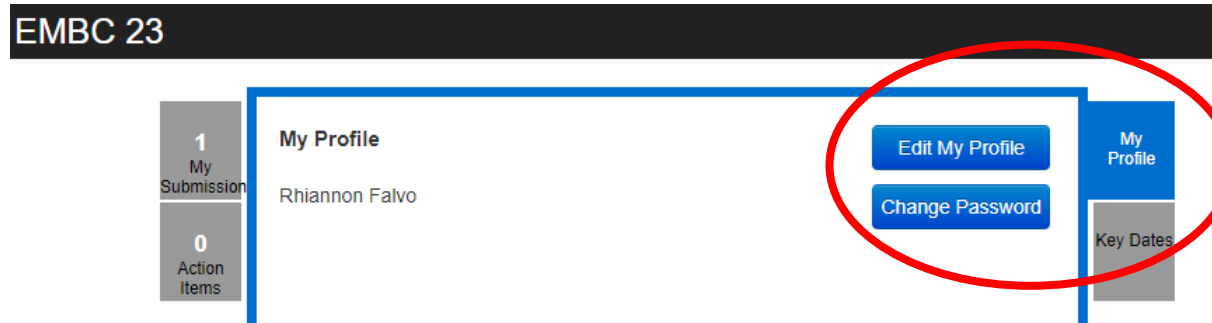 EMBC 23
1
My
Submission
0
Action
Items
My Profile
Rhiannon Falvo
Edit My Profile
Change Password
My
Profile
Key Dates